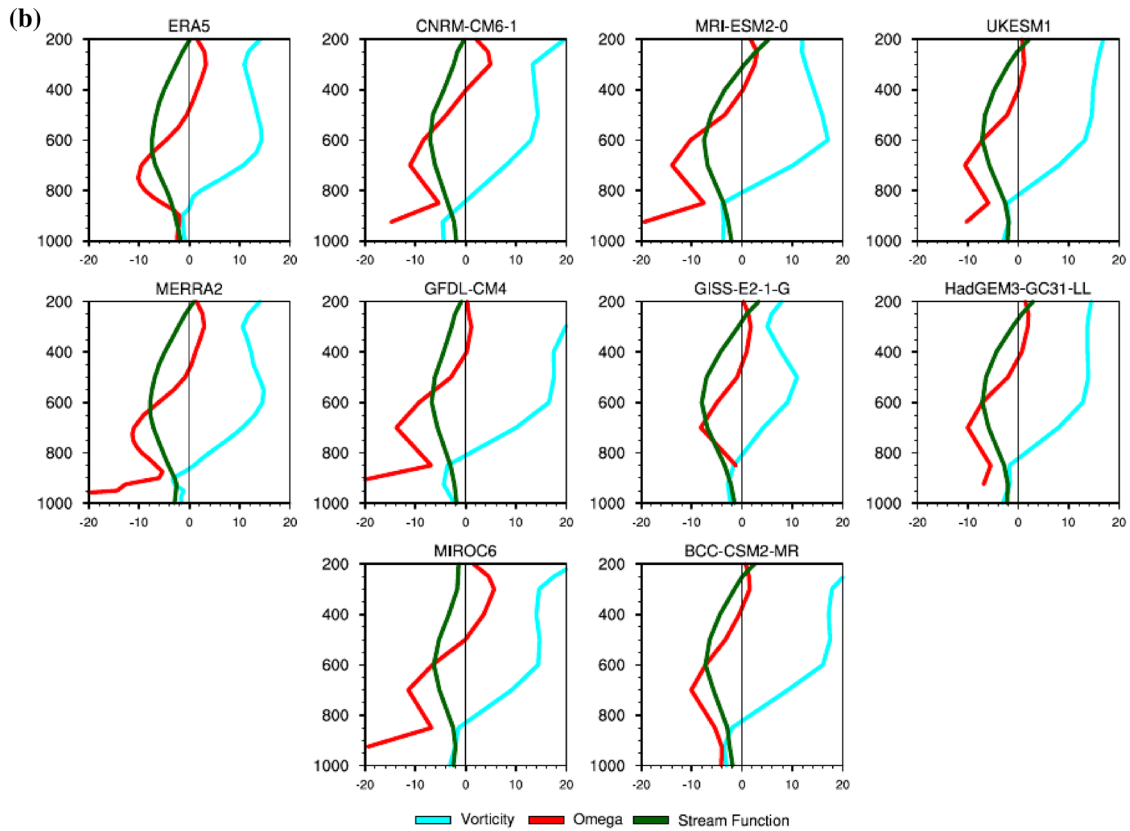 (b)
ERA5 CNRM-CM6-1 MRI-ESM2-0 UKESM1
200 200 200 200
400 400 400 400
600 600 600 600
800 800 800 800
1000 1000 1000 1000
-20 -10 0 10 20 -20 -10 0 10 20 -20 -10 0 10 20 -20 -10 0 10 20
MERRA2 GFDL-CM4 GISS-E2-1-G HadGEM3-GC31-LL
200 200 200 200
400 400 400 400
600 600 600 600
800 800 800 800
1000 1000 1000 1000
-20 -10 0 10 20 -20 -10 0 10 20 -20 -10 0 10 20 -20 -10 0 10 20
MIROC6 BCC-CSM2-MR
200 200
400 400
600 600
800 800
1000 1000
-20 -10 0 10 20 -20 -10 0 10 20
Vorticity Omega Stream Function